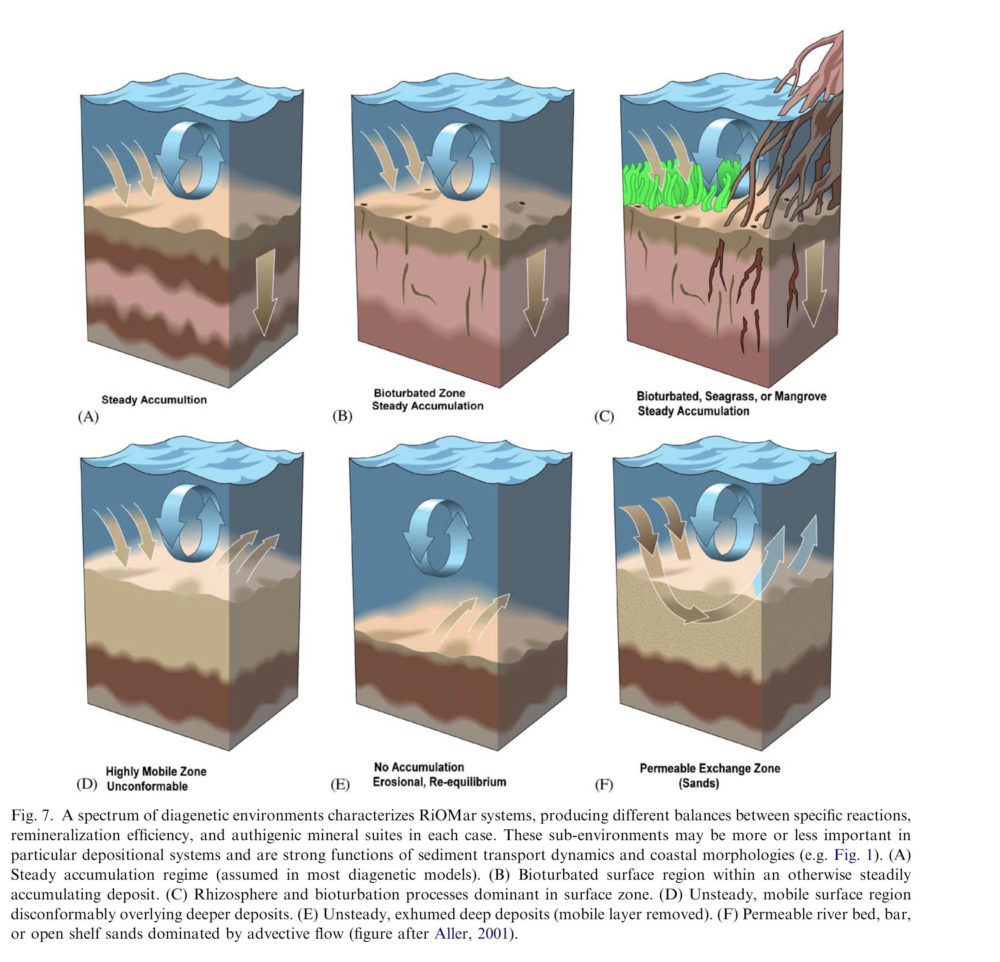 Steady Accumultion
(A)
Bioturbated Zone
Steady Accumulation
(B)
Bioturbated, Seagrass, or Mangrove
Steady Accumulation
(C)
Highly Mobile Zone
(D) Unconformable
No Accumulation
(E) Erosional, Re-equilibrium
Permeable Exchange Zone
(F) (Sands)
Fig. 7. A spectrum of diagenetic environments characterizes RiOMar systems, producing different balances between specific reactions,
remineralization efficiency, and authigenic mineral suites in each case. These sub-environments may be more or less important in
particular depositional systems and are strong functions of sediment transport dynamics and coastal morphologies (e.g. Fig. 1). (A)
Steady accumulation regime (assumed in most diagenetic models). (B) Bioturbated surface region within an otherwise steadily
accumulating deposit. (C) Rhizosphere and bioturbation processes dominant in surface zone. (D) Unsteady, mobile surface region
disconformably overlying deeper deposits. (E) Unsteady, exhumed deep deposits (mobile layer removed). (F) Permeable river bed, bar,
or open shelf sands dominated by advective flow (figure after Aller, 2001).